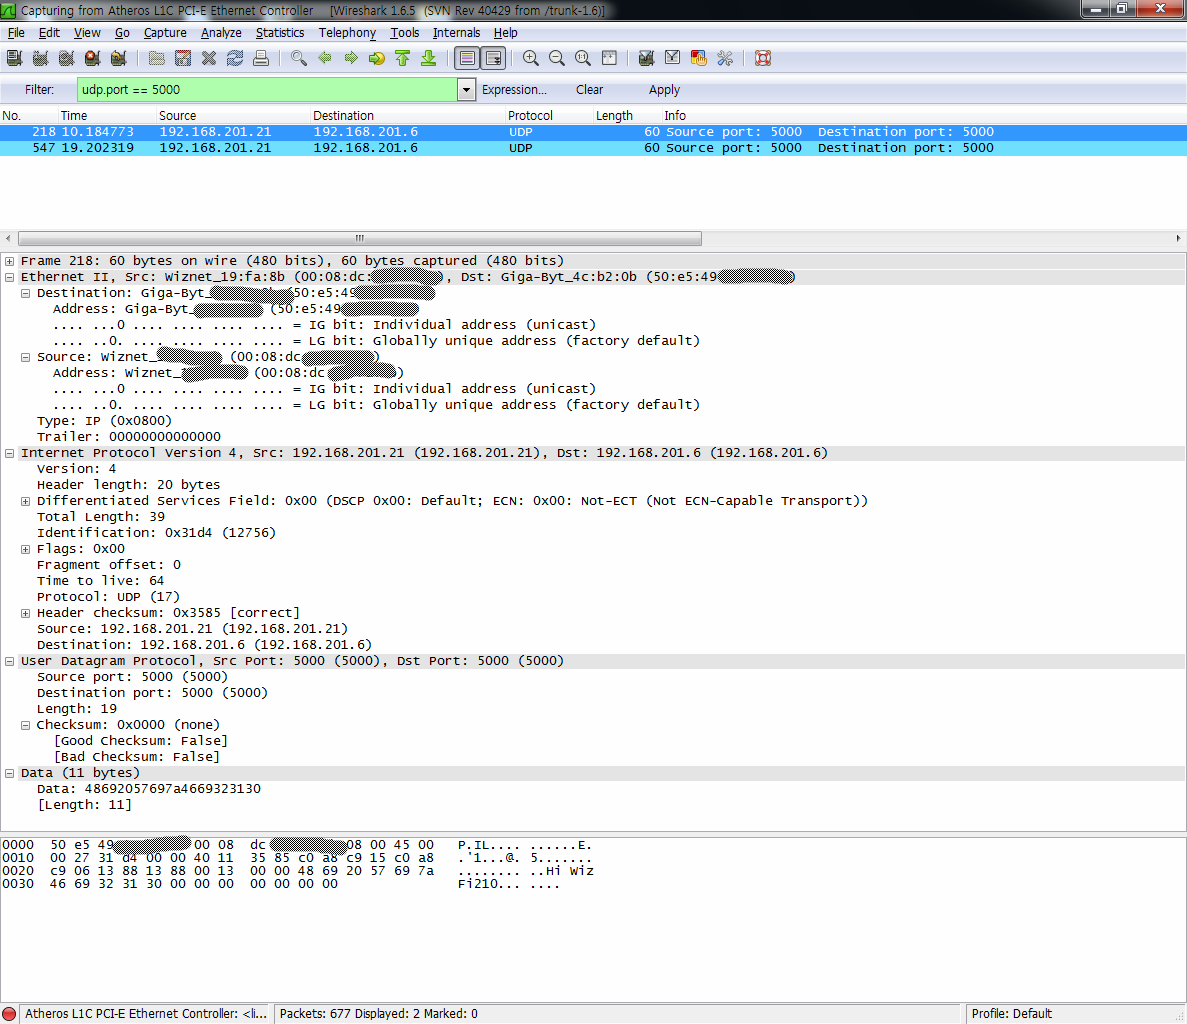 Capturing from Atheros L1C PCI-E Ethernet Controller [Wireshark 1.6.5 (SVN Rev 40429 from /trunk-1.6)]
File Edit View Go Capture Analyze Statistics Telephony Tools Internals Help
Filter: udp.port == 5000 Expression... Clear Apply
No. Time Source Destination Protocol Length Info
218 10.184773 192.168.201.21 192.168.201.6 UDP 60 Source port: 5000 Destination port: 5000
547 19.202319 192.168.201.21 192.168.201.6 UDP 60 Source port: 5000 Destination port: 5000
Frame 218: 60 bytes on wire (480 bits), 60 bytes captured (480 bits)
Ethernet II, Src: Wiznet_19:fa:8b (00:08:dc: ), Dst: Giga-Byt_4c:b2:0b (50:e5:49 )
Destination: Giga-Byt_ (50:e5:49
Address: Giga-Byt_ (50:e5:49
.... ...0 .... .... .... .... = IG bit: Individual address (unicast)
.... ..0. .... .... .... .... = LG bit: Globally unique address (factory default)
Source: Wiznet_ (00:08:dc )
Address: Wiznet_ (00:08:dc )
.... ...0 .... .... .... .... = IG bit: Individual address (unicast)
.... ..0. .... .... .... .... = LG bit: Globally unique address (factory default)
Type: IP (0x0800)
Trailer: 00000000000000
Internet Protocol Version 4, Src: 192.168.201.21 (192.168.201.21), Dst: 192.168.201.6 (192.168.201.6)
Version: 4
Header length: 20 bytes
Differentiated Services Field: 0x00 (DSCP 0x00: Default; ECN: 0x00: Not-ECT (Not ECN-Capable Transport))
Total Length: 39
Identification: 0x31d4 (12756)
Flags: 0x00
Fragment offset: 0
Time to live: 64
Protocol: UDP (17)
Header checksum: 0x3585 [correct]
Source: 192.168.201.21 (192.168.201.21)
Destination: 192.168.201.6 (192.168.201.6)
User Datagram Protocol, Src Port: 5000 (5000), Dst Port: 5000 (5000)
Source port: 5000 (5000)
Destination port: 5000 (5000)
Length: 19
Checksum: 0x0000 (none)
[Good Checksum: False]
[Bad Checksum: False]
Data (11 bytes)
Data: 48692057697a4669323130
[Length: 11]
0000 50 e5 49 00 08 dc 08 00 45 00 P.IL.... ......E.
0010 00 27 31 d4 00 00 40 11 35 85 c0 a8 c9 15 c0 a8 .'1...@. 5.......
0020 c9 06 13 88 13 88 00 13 00 00 48 69 20 57 69 7a ........ ..Hi Wiz
0030 46 69 32 31 30 00 00 00 00 00 00 00 Fi210... ....
Atheros L1C PCI-E Ethernet Controller: <li... Packets: 677 Displayed: 2 Marked: 0 Profile: Default